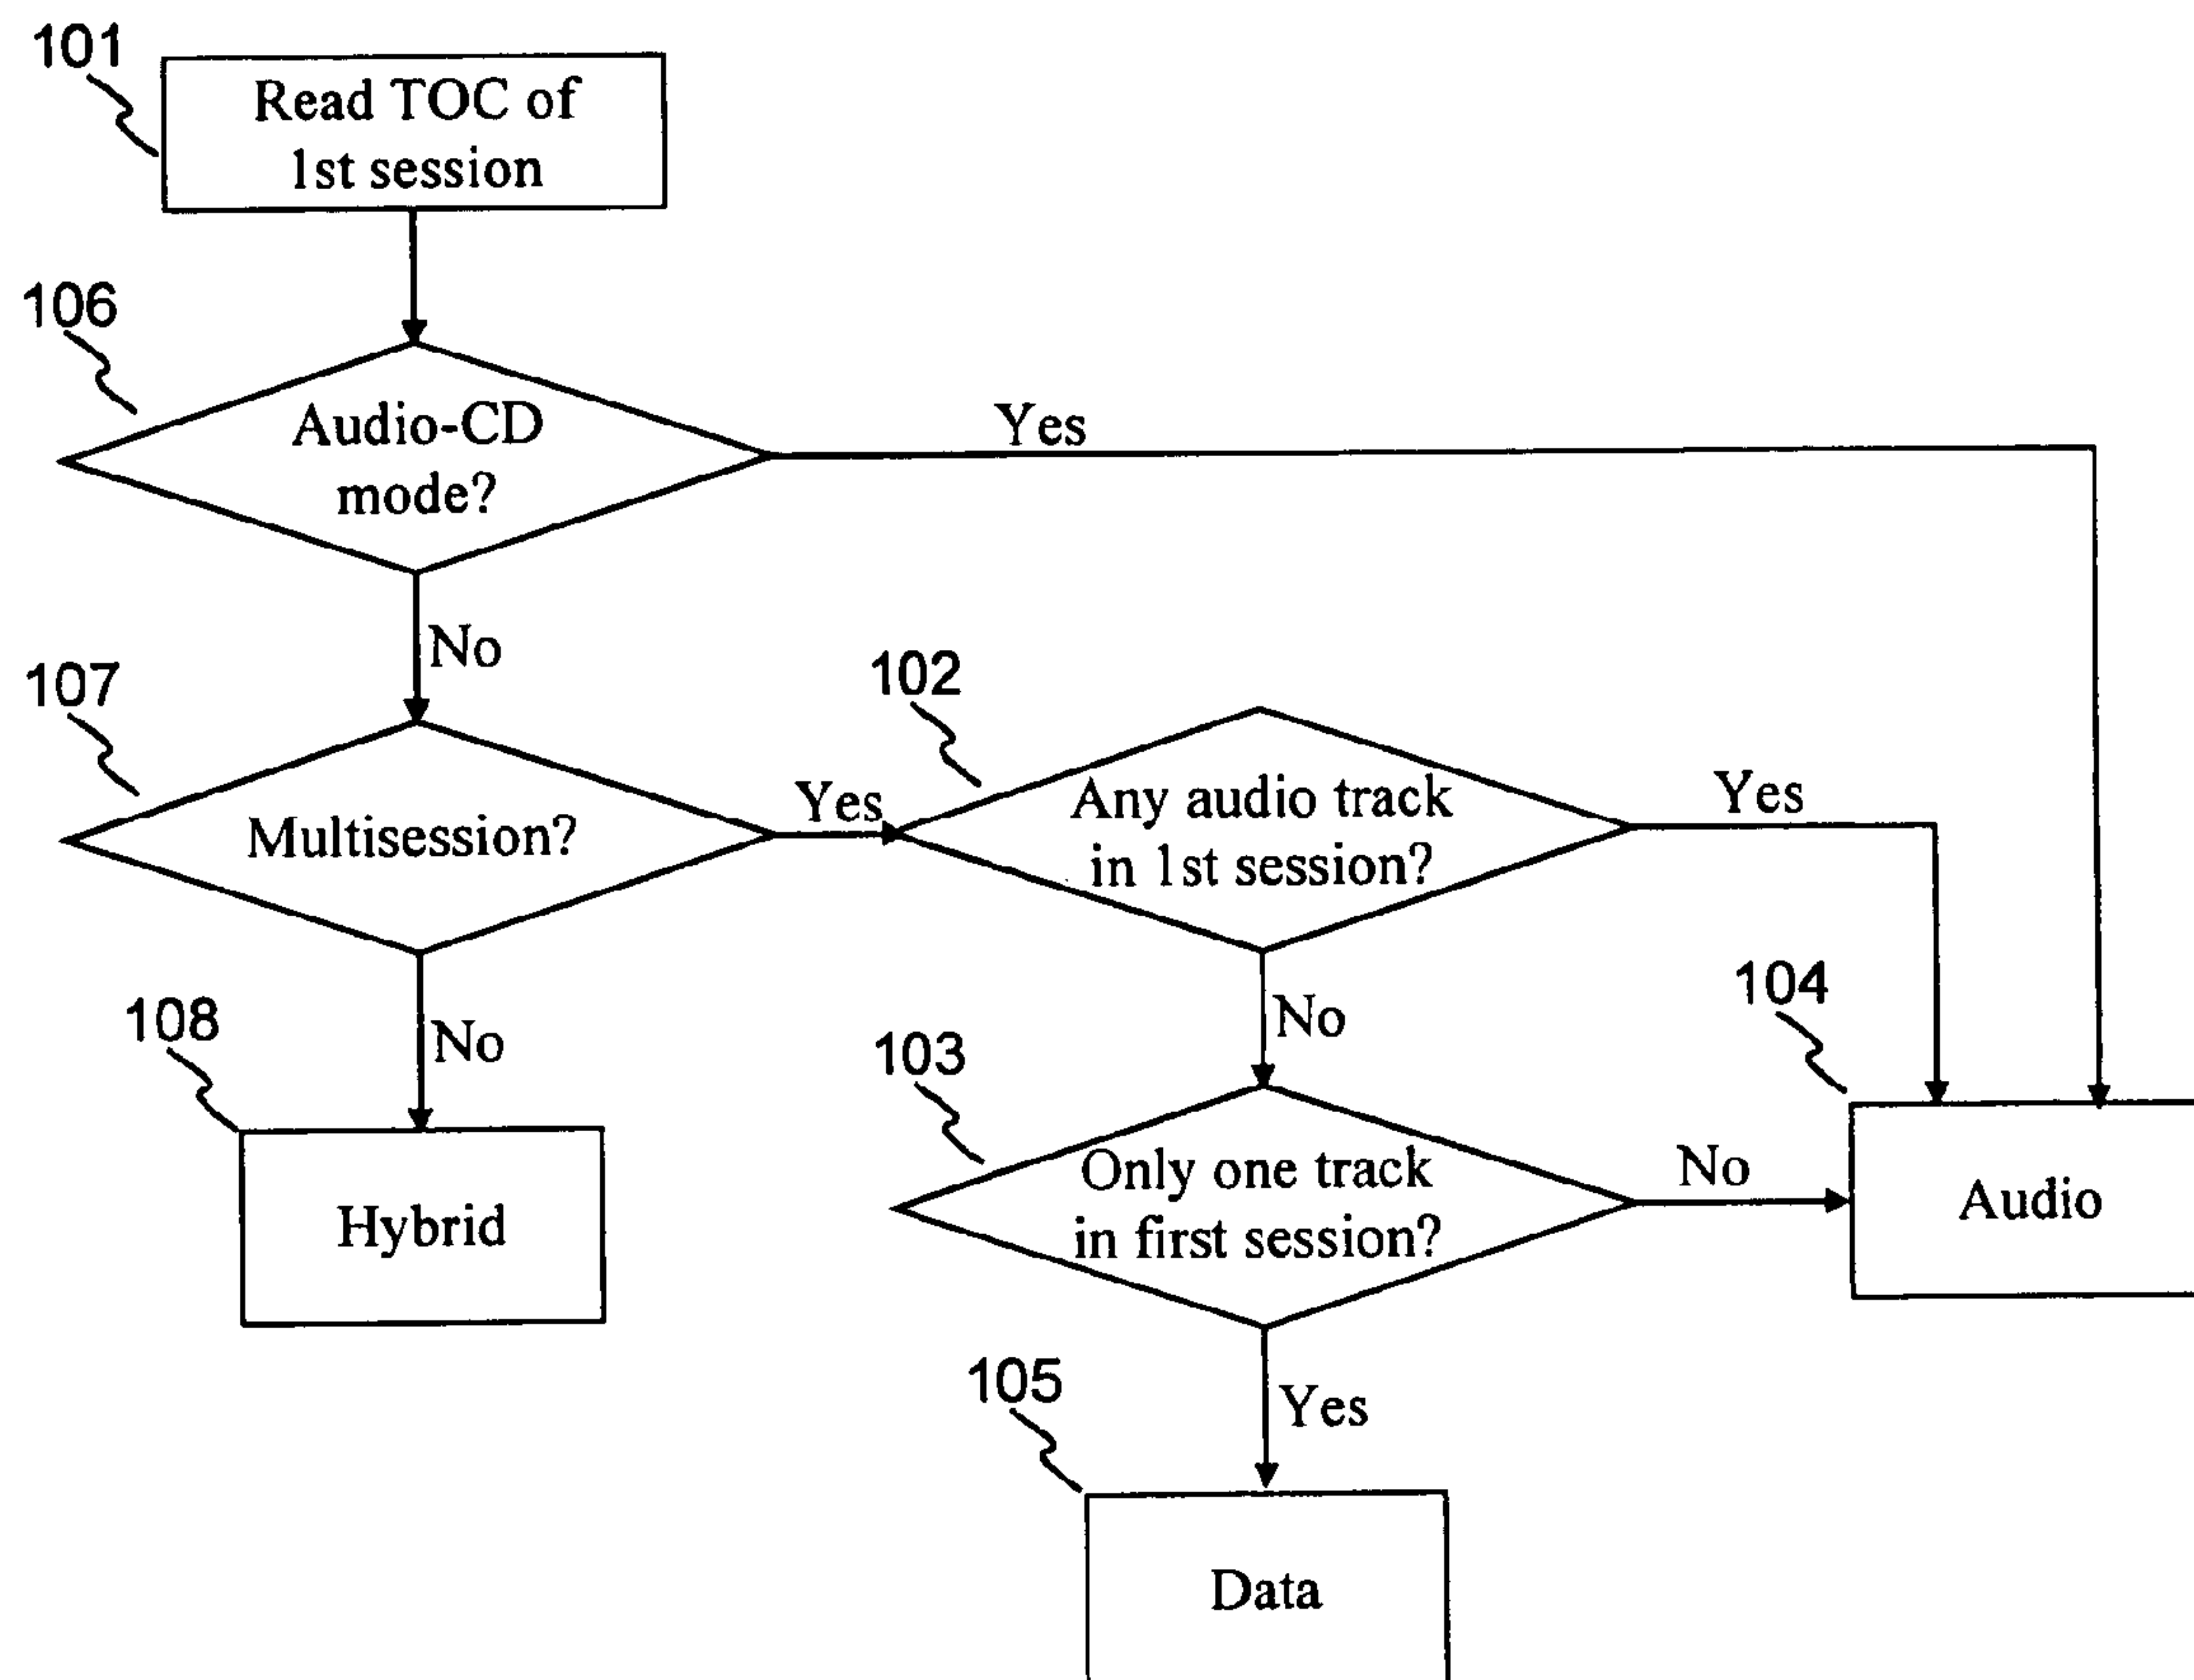 101
Read TOC of
1st session
106
Audio-CD
mode?
Yes
No
107
Multisession?
Yes
102
Any audio track
in 1st session?
Yes
No
108
Hybrid
No
103
Only one track
in first session?
No
104
Audio
Yes
105
Data